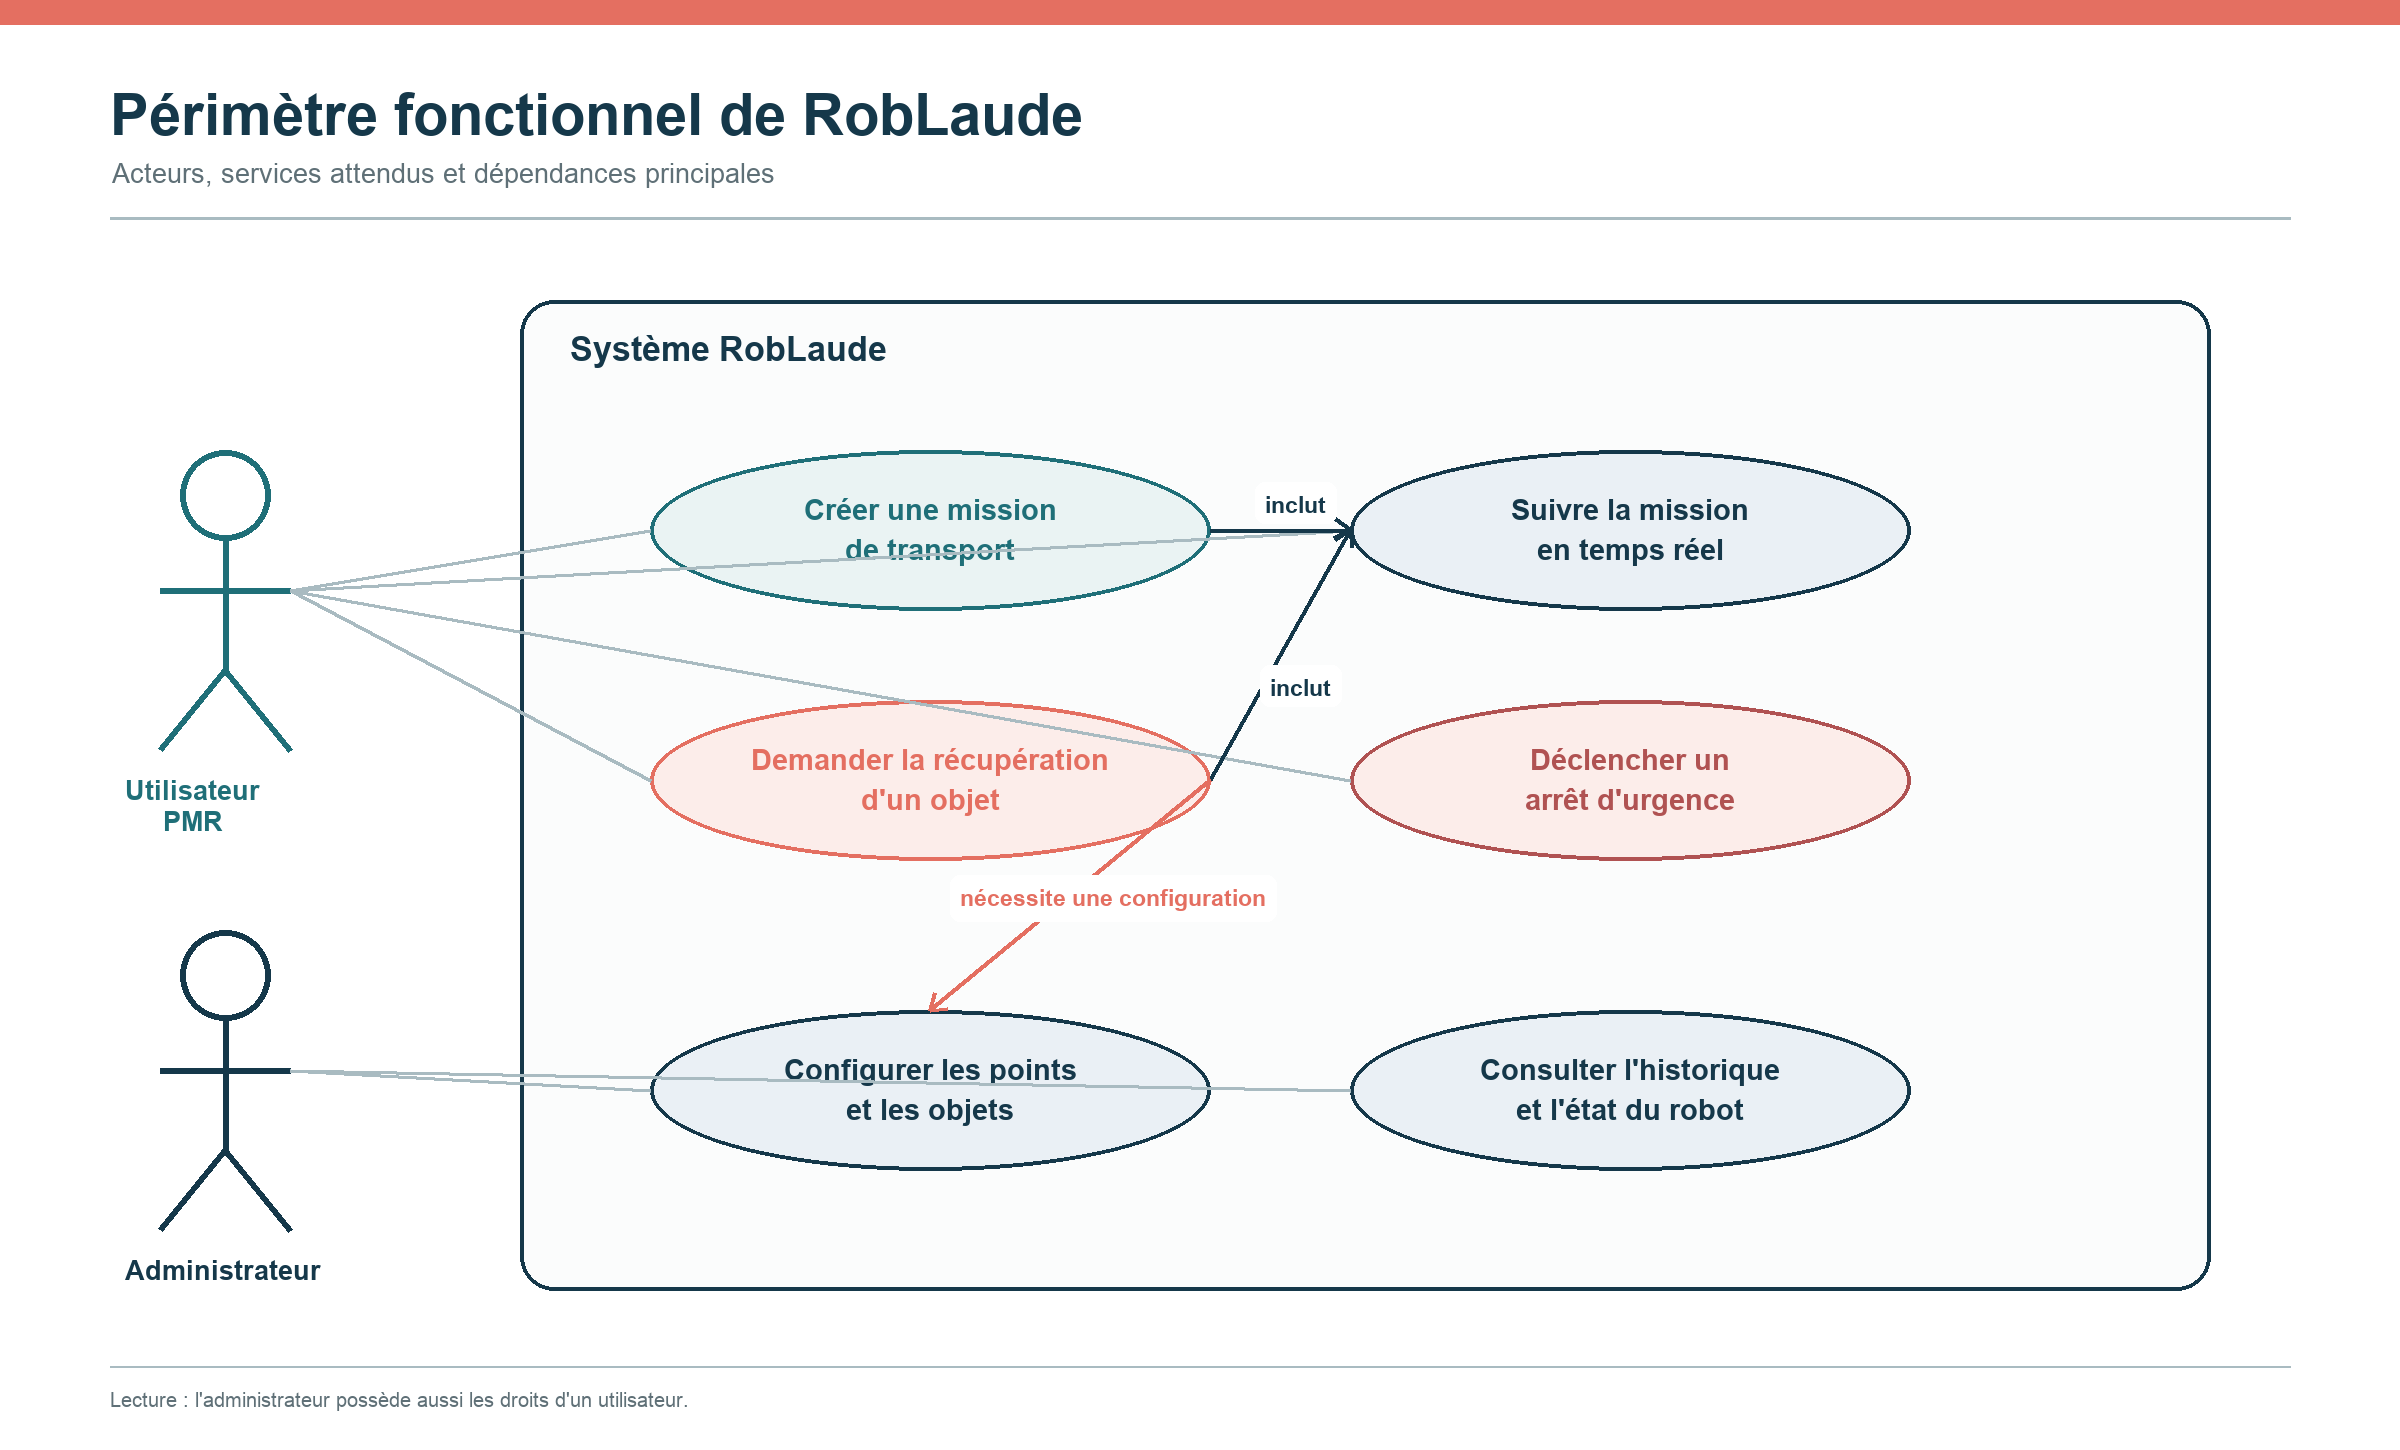 Périmètre fonctionnel de RobLaude
Acteurs, services attendus et dépendances principales
Système RobLaude
Créer une mission
de transport
inclut
Suivre la mission
en temps réel
inclut
Utilisateur
PMR
Demander la récupération
d'un objet
Déclencher un
arrêt d'urgence
nécessite une configuration
Configurer les points
et les objets
Consulter l'historique
et l'état du robot
Administrateur
Lecture : l'administrateur possède aussi les droits d'un utilisateur.